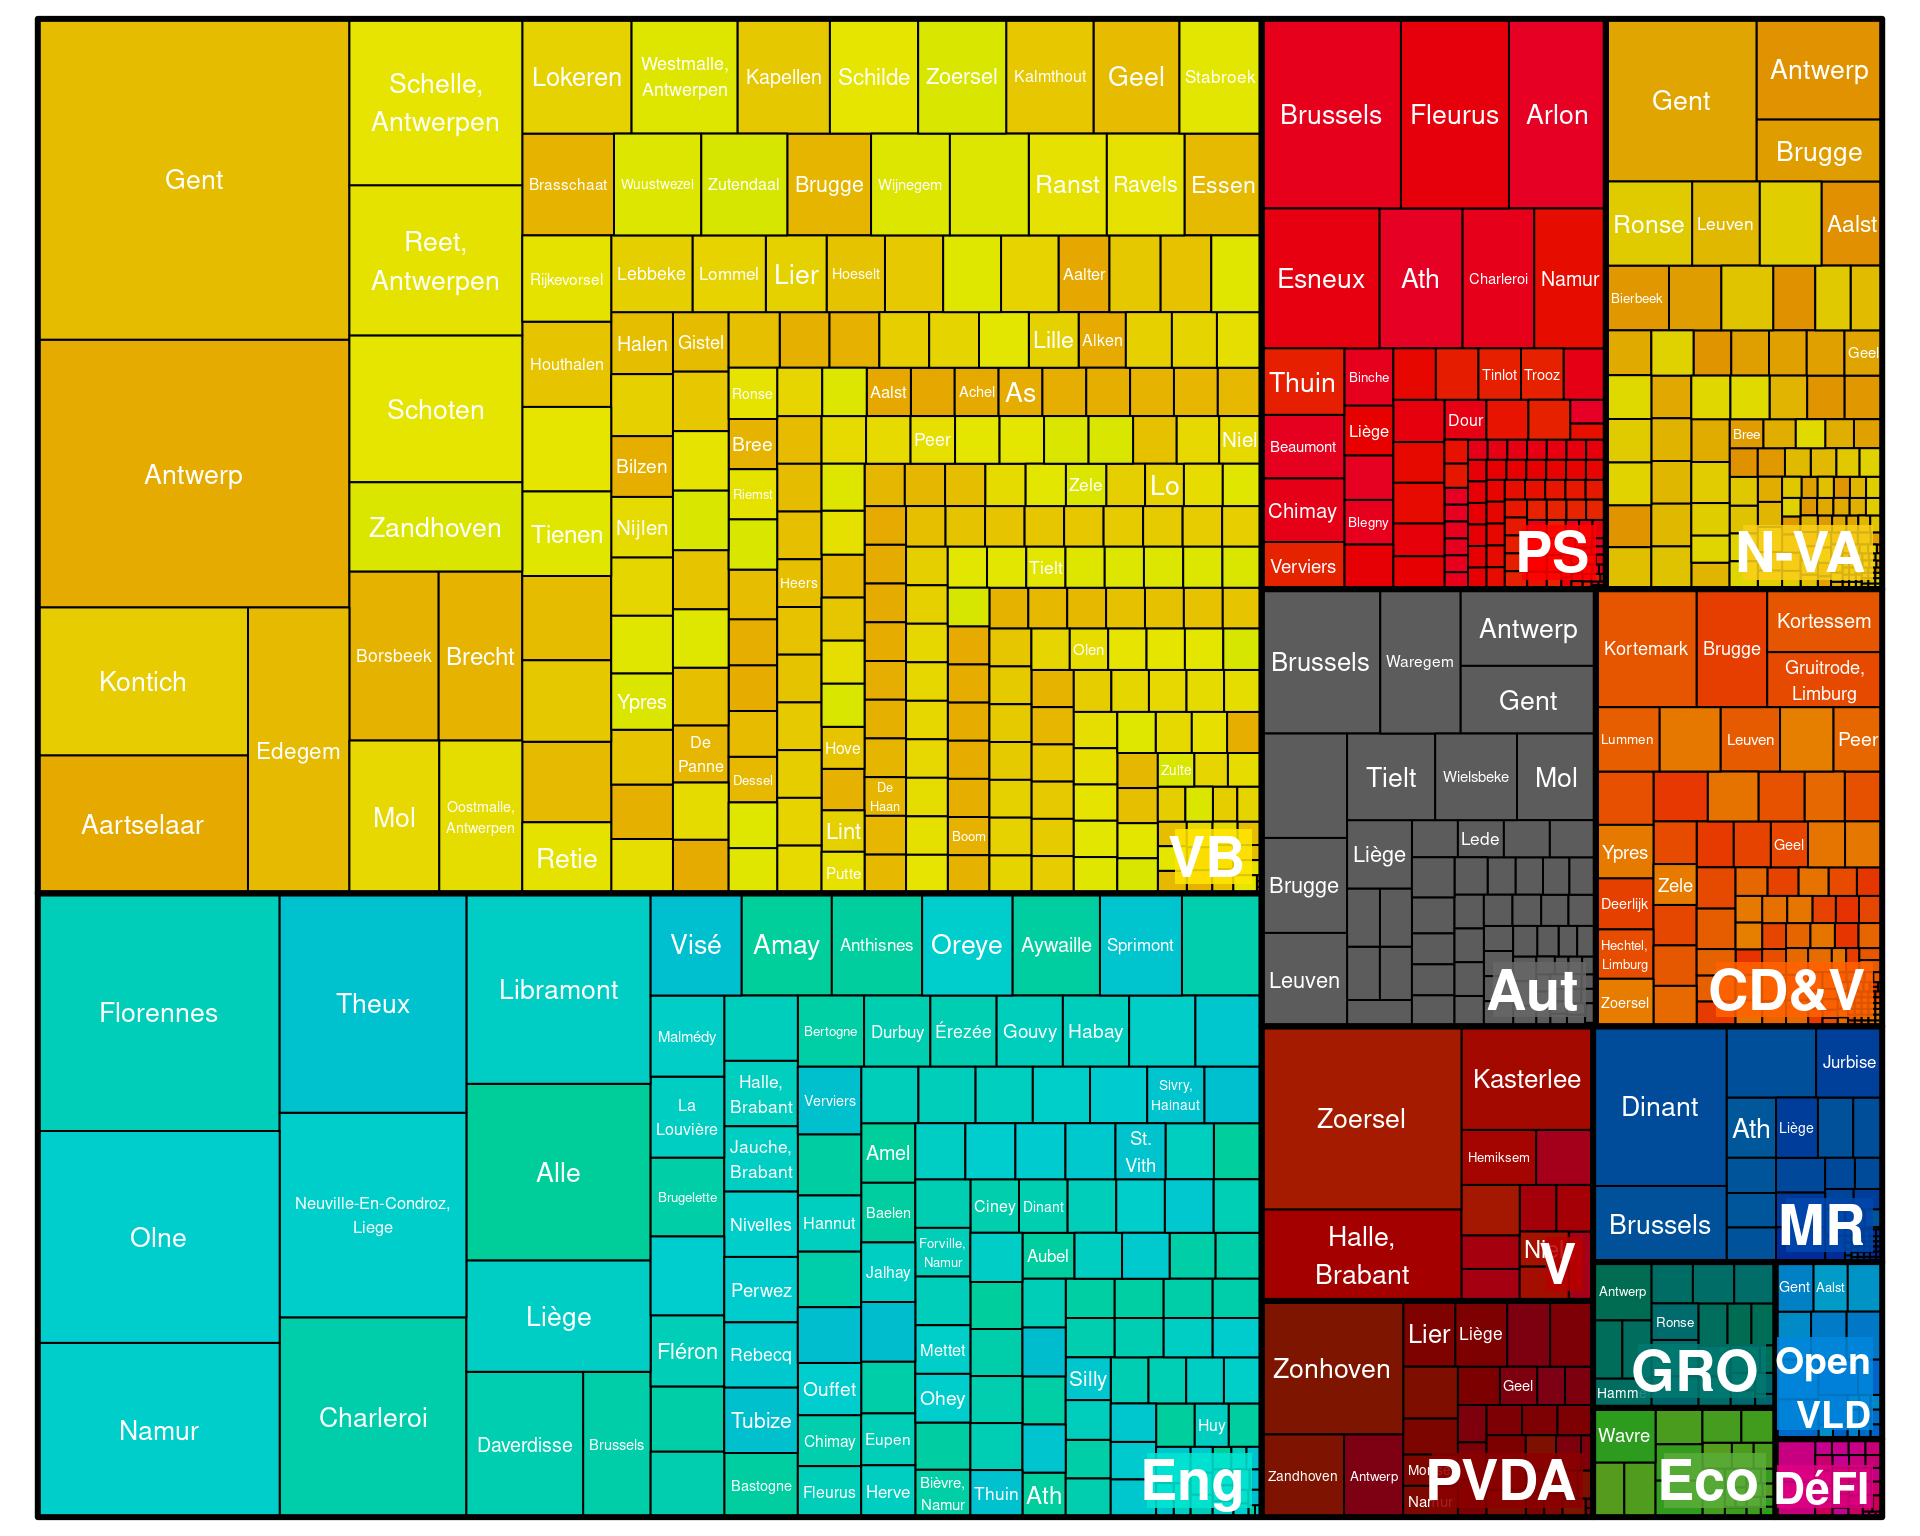 Gent
Antwerp
Kontich
Aartselaar
Edegem
Schelle,
Antwerpen
Reet,
Antwerpen
Schoten
Zandhoven
Borsbeek
Brecht
Mol
Oostmalle,
Antwerpen
Lokeren
Westmalle,
Antwerpen
Kapellen
Schilde
Zoersel
Kalmthout
Geel
Stabroek
Brasschaat
Wuustwezel
Zutendaal
Brugge
Wijnegem
Ranst
Ravels
Essen
Rijkevorsel
Lebbeke
Lommel
Lier
Hoeselt
Aalter
Houthalen
Halen
Gistel
Lille
Alken
Ronse
Aalst
Achel
As
Bree
Peer
Niel
Bilzen
Riemst
Zele
Lo
Tienen
Nijlen
Heers
Tielt
Olen
Ypres
De
Panne
Hove
Dessel
De
Haan
Zulte
Retie
Lint
Boom
Putte
VB
Florennes
Olne
Namur
Theux
Neuville-En-Condroz,
Liege
Charleroi
Libramont
Alle
Liège
Daverdisse
Brussels
Visé
Amay
Anthisnes
Oreye
Aywaille
Sprimont
Malmédy
Bertogne
Durbuy
Érezée
Gouvy
Habay
La
Louvière
Halle,
Brabant
Verviers
Sivry,
Hainaut
Brugelette
Jauche,
Brabant
Amel
St.
Vith
Nivelles
Hannut
Baelen
Ciney
Dinant
Forville,
Namur
Aubel
Jalhay
Perwez
Fléron
Rebecq
Mettet
Ouffet
Ohey
Silly
Tubize
Chimay
Eupen
Huy
Bastogne
Fleurus
Herve
Bièvre,
Namur
Thuin
Ath
Eng
Brussels
Fleurus
Arlon
Esneux
Ath
Charleroi
Namur
Thuin
Binche
Tinlot
Trooz
Beaumont
Liège
Dour
Chimay
Blegny
Verviers
PS
Gent
Antwerp
Brugge
Ronse
Leuven
Aalst
Bierbeek
Geel
Bree
N-VA
Brussels
Waregem
Antwerp
Gent
Tielt
Wielsbeke
Mol
Brugge
Liège
Lede
Leuven
Aut
Kortemark
Brugge
Kortessem
Gruitrode,
Limburg
Lummen
Leuven
Peer
Ypres
Geel
Zele
Deerlijk
Hechtel,
Limburg
Zoersel
CD&V
Zoersel
Kasterlee
Hemiksem
Halle,
Brabant
Niel
V
Dinant
Jurbise
Ath
Liège
Brussels
MR
Zonhoven
Lier
Liège
Geel
Zandhoven
Antwerp
Namur
PVDA
Antwerp
Ronse
GRO
Gent
Aalst
Open
VLD
Wavre
Eco
DéFI